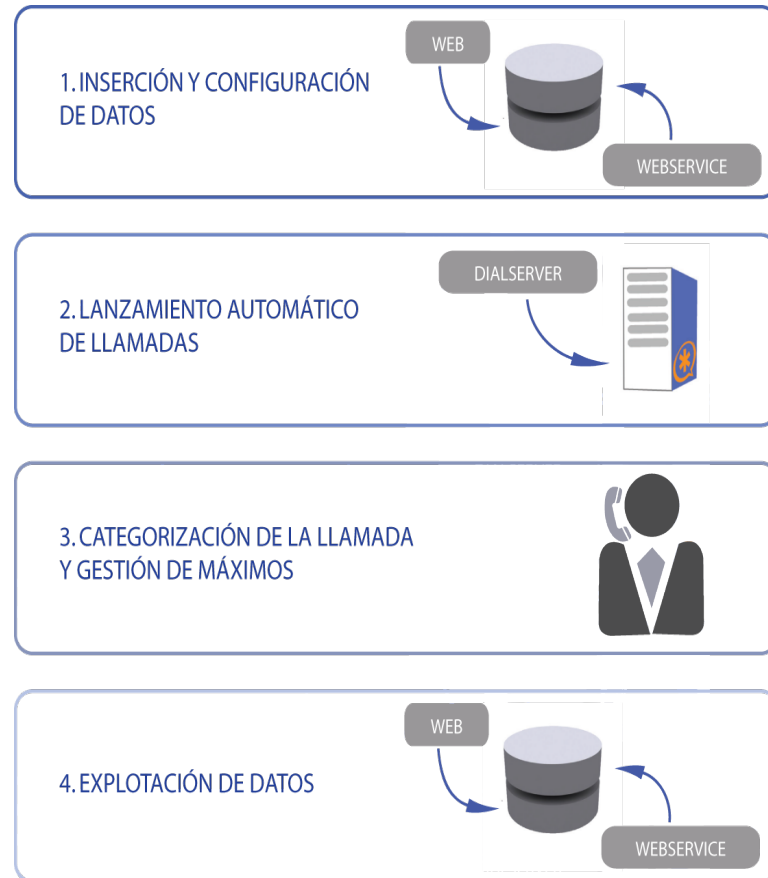 WEB
1. INSERCIÓN Y CONFIGURACIÓN
DE DATOS
WEBSERVICE
DIALSERVER
2. LANZAMIENTO AUTOMÁTICO
DE LLAMADAS
3. CATEGORIZACIÓN DE LA LLAMADA
Y GESTIÓN DE MÁXIMOS
WEB
4. EXPLOTACIÓN DE DATOS
WEBSERVICE